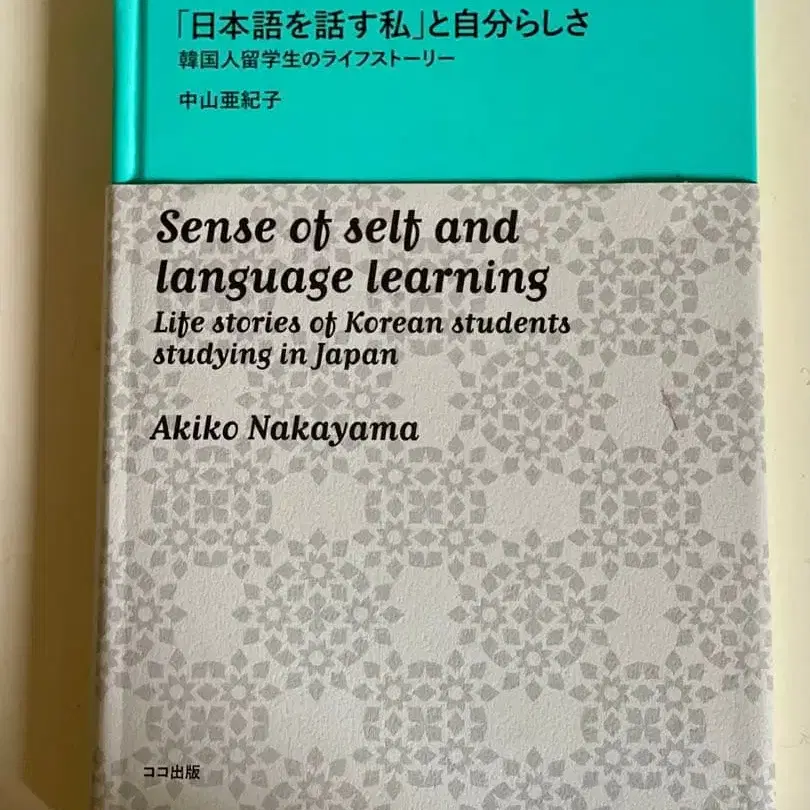 「日本語を話す私」と自分らしさ
韓国人留学生のライフストーリー
中山亜紀子
Sense of self and
language learning
Life stories of Korean students
studying in Japan
Akiko Nakayama
ココ出版